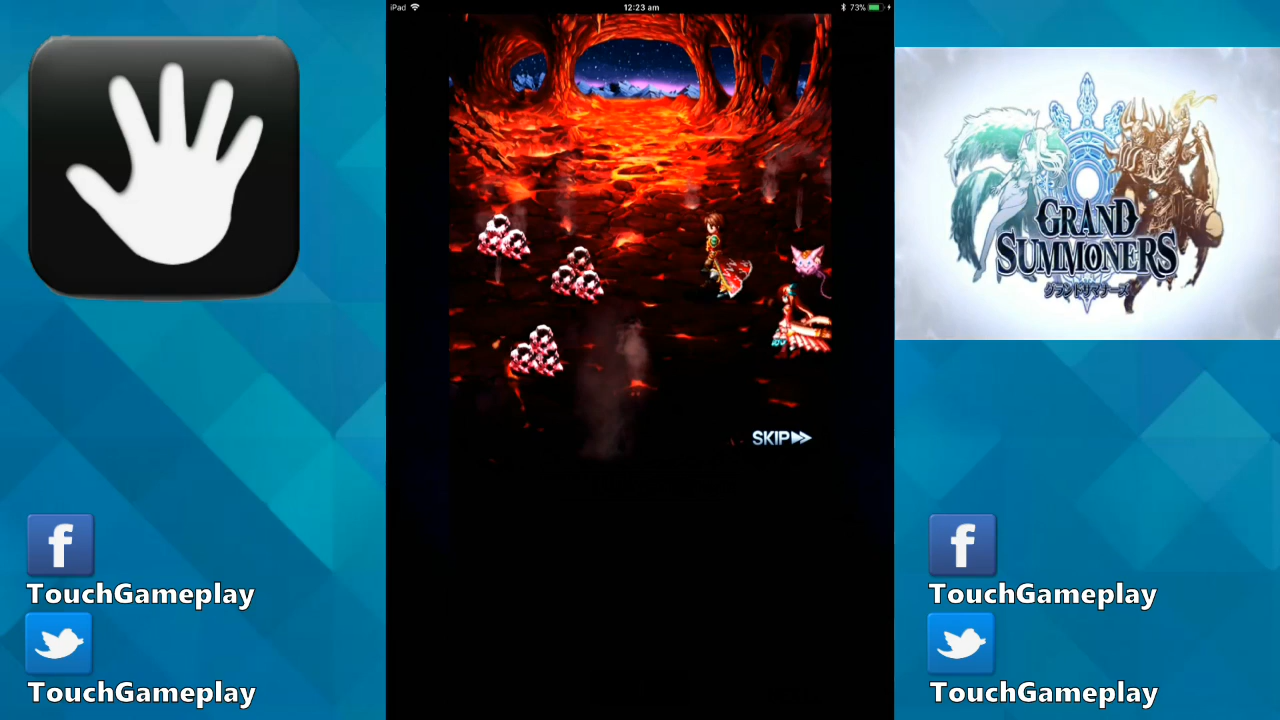 iPad
12:23 am
73%
GRAND
SUMMONERS
グランドサマナーズ
SKIP
f
TouchGameplay
TouchGameplay
f
TouchGameplay
TouchGameplay